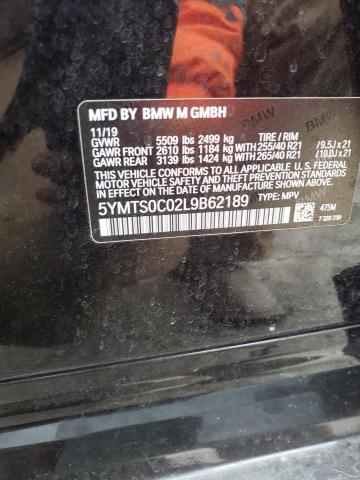 MFD BY BMW M GMBH
11/19
GVWR 5509 lbs 2499 kg TIRE / RIM
GAWR FRONT 2610 lbs 1184 kg WITH 255/40 R21 / 9.5J x 21
GAWR REAR 3139 lbs 1424 kg WITH 265/40 R21 / 10.0J x 21
THIS VEHICLE CONFORMS TO ALL APPLICABLE U.S. FEDERAL
MOTOR VEHICLE SAFETY, BUMPER, AND THEFT PREVENTION
STANDARDS IN EFFECT ON THE DATE OF MANUFACTURE SHOWN ABOVE.
5YMTS0C02L9B62189 TYPE: MPV
475M